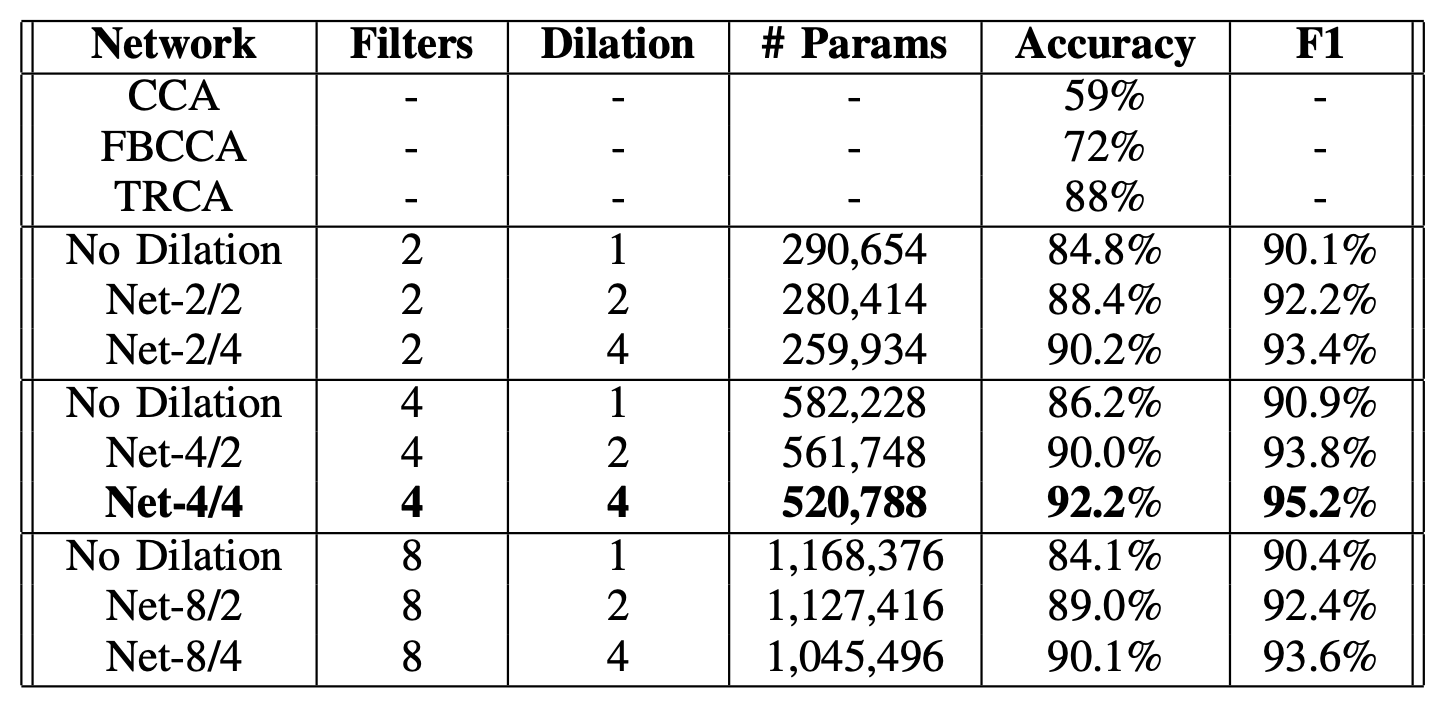 Network Filters Dilation # Params Accuracy F1
CCA - - - 59% -
FBCCA - - - 72% -
TRCA - - - 88% -
No Dilation 2 1 290,654 84.8% 90.1%
Net-2/2 2 2 280,414 88.4% 92.2%
Net-2/4 2 4 259,934 90.2% 93.4%
No Dilation 4 1 582,228 86.2% 90.9%
Net-4/2 4 2 561,748 90.0% 93.8%
Net-4/4 4 4 520,788 92.2% 95.2%
No Dilation 8 1 1,168,376 84.1% 90.4%
Net-8/2 8 2 1,127,416 89.0% 92.4%
Net-8/4 8 4 1,045,496 90.1% 93.6%